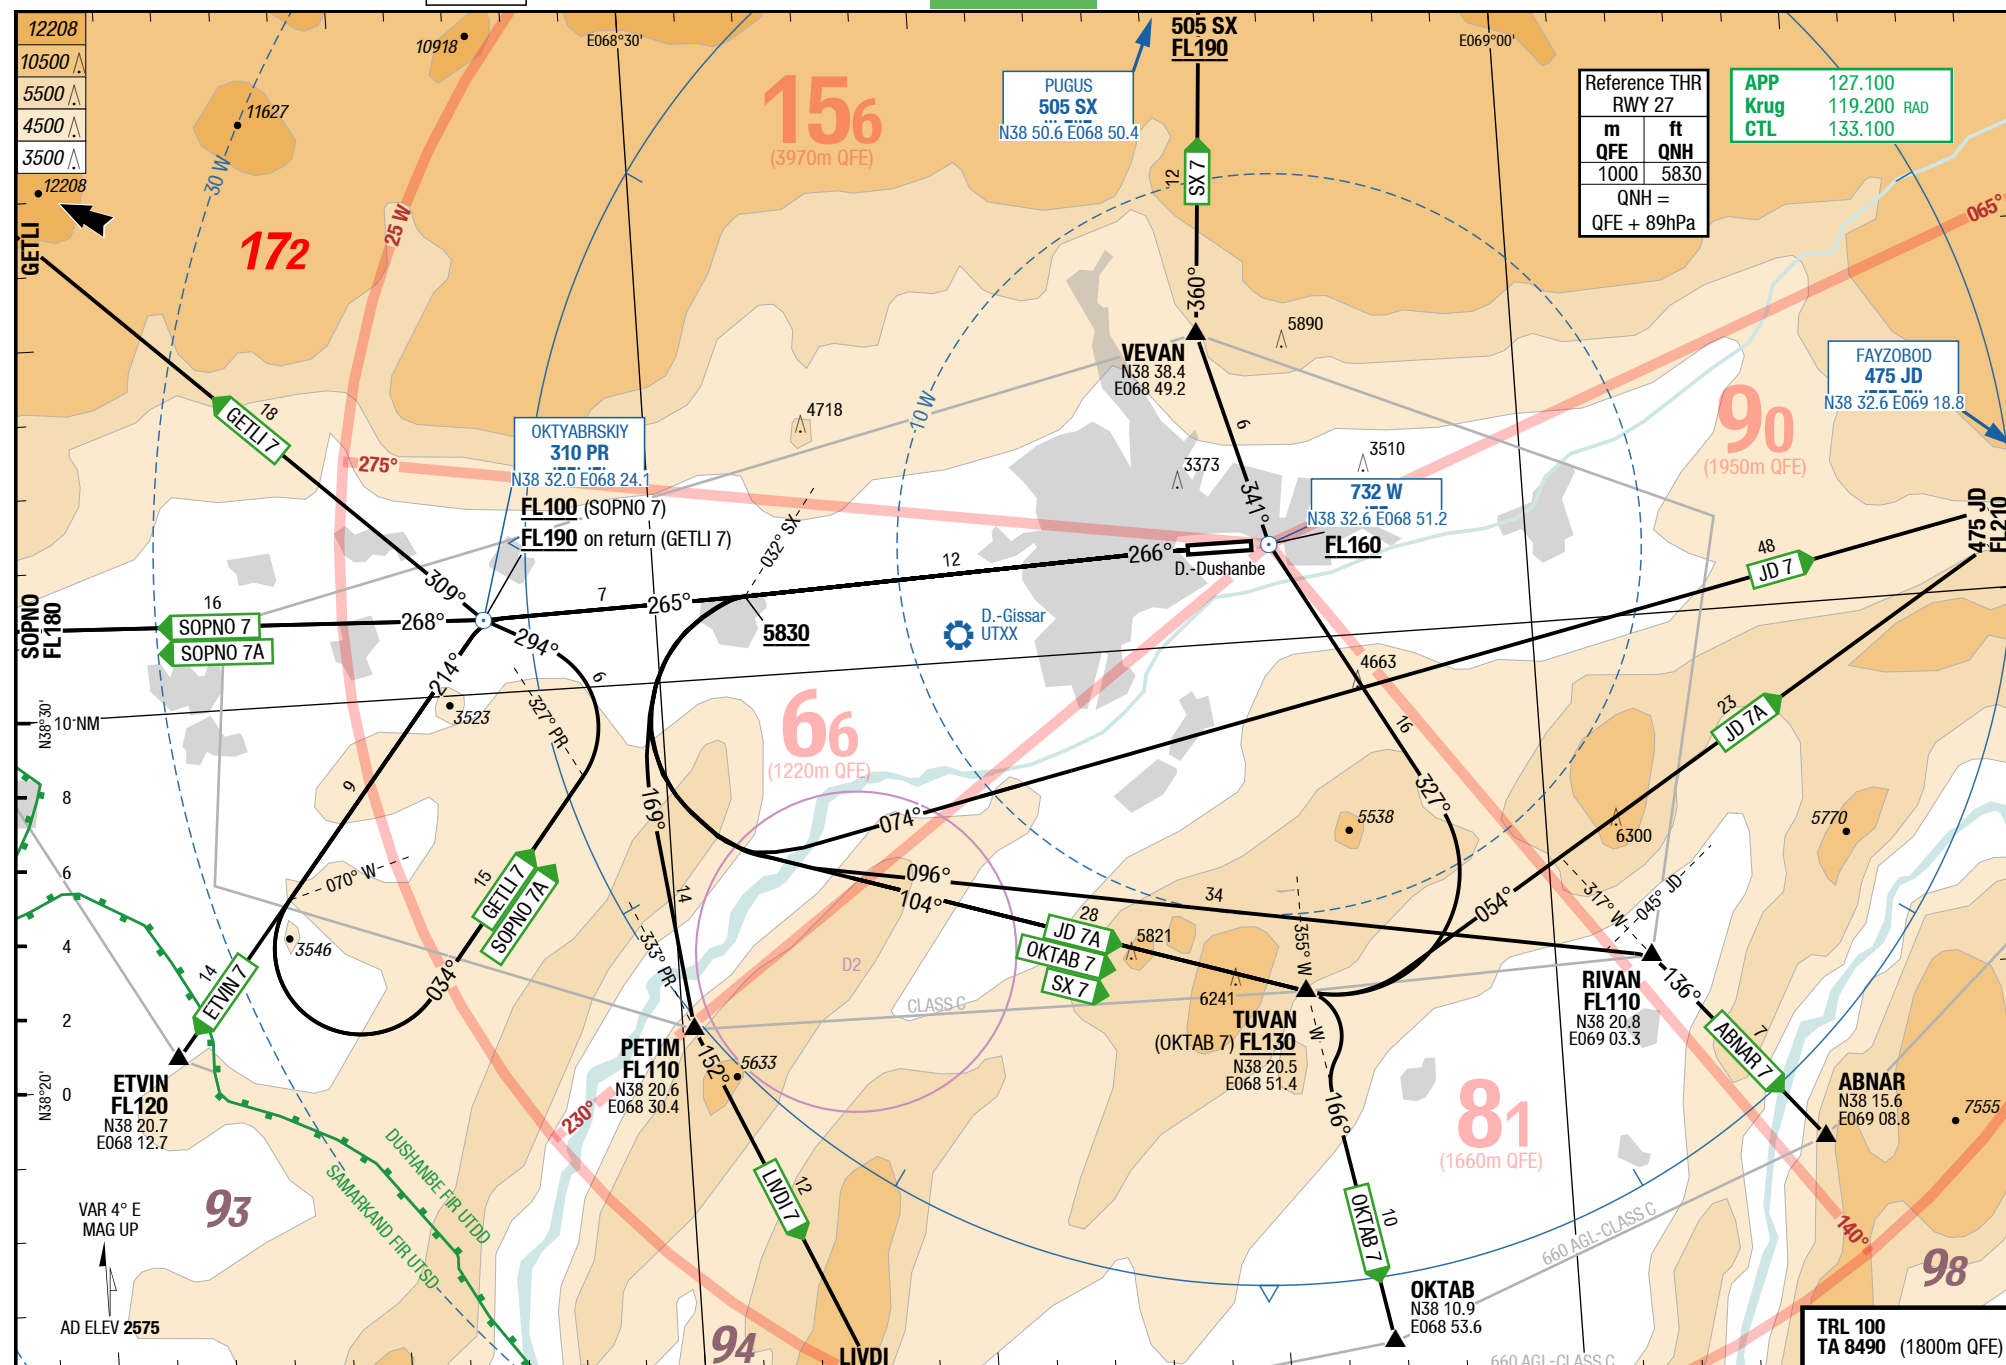 12208
10500
5500
4500
3500
12208
10918
11627
E068°30'
E069°00'
30 W
25 W
172
156
(3970m QFE)
PUGUS
505 SX
N38 50.6 E068 50.4
505 SX
FL190
12
SX 7
360°
Reference THR
RWY 27
m ft
QFE QNH
1000 5830
QNH =
QFE + 89hPa
APP 127.100
Krug 119.200 RAD
CTL 133.100
065°
GETLI
18
GETLI 7
309°
275°
OKTYABRSKIY
310 PR
N38 32.0 E068 24.1
FL100 (SOPNO 7)
FL190 on return (GETLI 7)
4718
10 W
VEVAN
N38 38.4
E068 49.2
5890
6
341°
3373
3510
732 W
N38 32.6 E068 51.2
FL160
90
(1950m QFE)
FAYZOBOD
475 JD
N38 32.6 E069 18.8
475 JD
FL210
48
JD 7
032° SX
12
266°
D.-Dushanbe
7
265°
5830
D.-Gissar
UTXX
SOPNO
FL180
16
SOPNO 7
SOPNO 7A
268°
294°
214°
6
327° PR
3523
N38°30'
10 NM
8
6
4
2
0
N38°20'
9
169°
66
(1220m QFE)
4663
16
327°
23
JD 7A
074°
096°
104°
34
28
JD 7A
OKTAB 7
SX 7
5538
6300
5770
054°
317° W
045° JD
070° W
15
GETLI 7
SOPNO 7A
034°
3546
14
ETVIN 7
14
333° PR
D2
CLASS C
5821
6241
355° W
W
TUVAN
(OKTAB 7) FL130
N38 20.5
E068 51.4
RIVAN
FL110
N38 20.8
E069 03.3
136°
7
ABNAR 7
ABNAR
N38 15.6
E069 08.8
7555
ETVIN
FL120
N38 20.7
E068 12.7
PETIM
FL110
N38 20.6
E068 30.4
152°
5633
230°
166°
81
(1660m QFE)
12
LIVDI 7
LIVDI
10
OKTAB 7
OKTAB
N38 10.9
E068 53.6
660 AGL-CLASS C
660 AGL-CLASS C
140°
98
93
94
DUSHANBE FIR UTDD
SAMARKAND FIR UTSD
VAR 4° E
MAG UP
AD ELEV 2575
TRL 100
TA 8490 (1800m QFE)